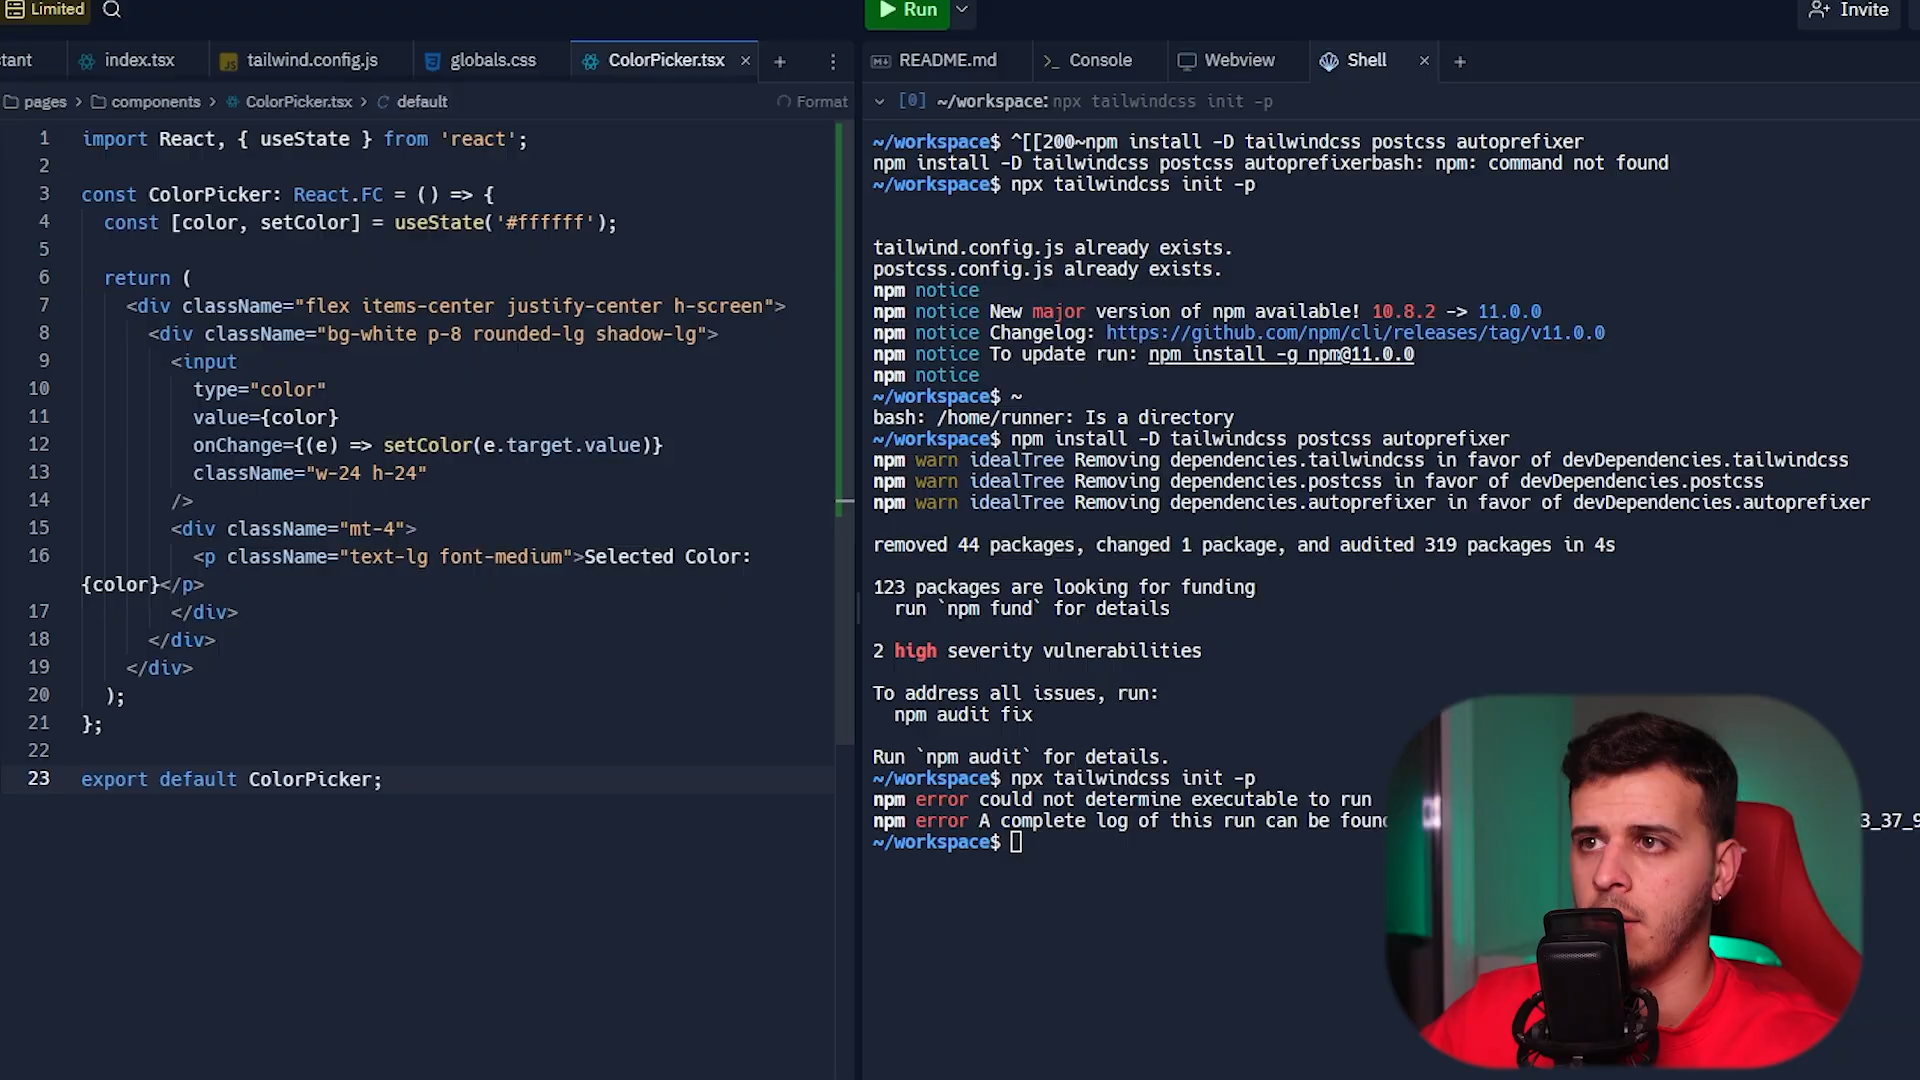 Limited
Run
Invite
tant
index.tsx
tailwind.config.js
globals.css
ColorPicker.tsx
README.md
Console
Webview
Shell
pages > components > ColorPicker.tsx > default
Format
[0] ~/workspace: npx tailwindcss init -p
1 import React, { useState } from 'react';
2
3 const ColorPicker: React.FC = () => {
4 const [color, setColor] = useState('#ffffff');
5
6 return (
7 <div className="flex items-center justify-center h-screen">
8 <div className="bg-white p-8 rounded-lg shadow-lg">
9 <input
10 type="color"
11 value={color}
12 onChange={(e) => setColor(e.target.value)}
13 className="w-24 h-24"
14 />
15 <div className="mt-4">
16 <p className="text-lg font-medium">Selected Color:
{color}</p>
17 </div>
18 </div>
19 </div>
20 );
21 };
22
23 export default ColorPicker;
~/workspace$ ^[[200~npm install -D tailwindcss postcss autoprefixer
npm install -D tailwindcss postcss autoprefixerbash: npm: command not found
~/workspace$ npx tailwindcss init -p
tailwind.config.js already exists.
postcss.config.js already exists.
npm notice
npm notice New major version of npm available! 10.8.2 -> 11.0.0
npm notice Changelog: https://github.com/npm/cli/releases/tag/v11.0.0
npm notice To update run: npm install -g npm@11.0.0
npm notice
~/workspace$ ~
bash: /home/runner: Is a directory
~/workspace$ npm install -D tailwindcss postcss autoprefixer
npm warn idealTree Removing dependencies.tailwindcss in favor of devDependencies.tailwindcss
npm warn idealTree Removing dependencies.postcss in favor of devDependencies.postcss
npm warn idealTree Removing dependencies.autoprefixer in favor of devDependencies.autoprefixer
removed 44 packages, changed 1 package, and audited 319 packages in 4s
123 packages are looking for funding
run `npm fund` for details
2 high severity vulnerabilities
To address all issues, run:
npm audit fix
Run `npm audit` for details.
~/workspace$ npx tailwindcss init -p
npm error could not determine executable to run
npm error A complete log of this run can be found 3_37_9
~/workspace$